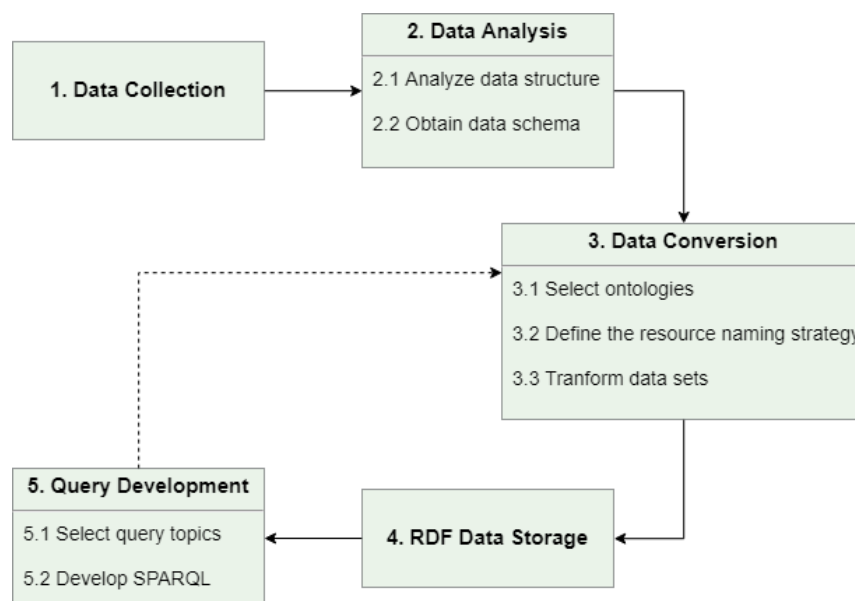 1. Data Collection
2. Data Analysis
2.1 Analyze data structure
2.2 Obtain data schema
3. Data Conversion
3.1 Select ontologies
3.2 Define the resource naming strategy
3.3 Tranform data sets
4. RDF Data Storage
5. Query Development
5.1 Select query topics
5.2 Develop SPARQL